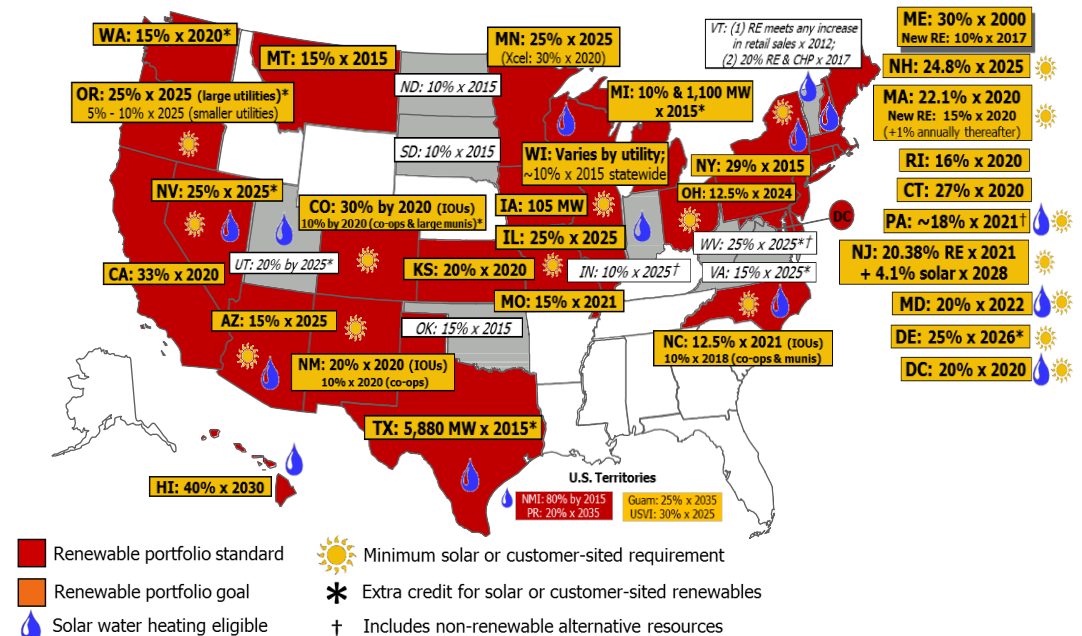 WA: 15% x 2020*
MT: 15% x 2015
MN: 25% x 2025
(Xcel: 30% x 2020)
VT: (1) RE meets any increase
in retail sales x 2012;
(2) 20% RE & CHP x 2017
ME: 30% x 2000
New RE: 10% x 2017
NH: 24.8% x 2025
OR: 25% x 2025 (large utilities)*
5% - 10% x 2025 (smaller utilities)
ND: 10% x 2015
MI: 10% & 1,100 MW
x 2015*
MA: 22.1% x 2020
New RE: 15% x 2020
(+1% annually thereafter)
SD: 10% x 2015
WI: Varies by utility;
~10% x 2015 statewide
NY: 29% x 2015
RI: 16% x 2020
NV: 25% x 2025*
CO: 30% by 2020 (IOUs)
10% by 2020 (co-ops & large munis)*
IA: 105 MW
OH: 12.5% x 2024
CT: 27% x 2020
DC
PA: ~18% x 2021†
IL: 25% x 2025
WV: 25% x 2025*†
NJ: 20.38% RE x 2021
+ 4.1% solar x 2028
CA: 33% x 2020
UT: 20% by 2025*
KS: 20% x 2020
IN: 10% x 2025†
VA: 15% x 2025*
MO: 15% x 2021
MD: 20% x 2022
AZ: 15% x 2025
OK: 15% x 2015
NC: 12.5% x 2021 (IOUs)
10% x 2018 (co-ops & munis)
DE: 25% x 2026*
NM: 20% x 2020 (IOUs)
10% x 2020 (co-ops)
DC: 20% x 2020
TX: 5,880 MW x 2015*
HI: 40% x 2030
U.S. Territories
NMI: 80% by 2015
PR: 20% x 2035
Guam: 25% x 2035
USVI: 30% x 2025
Renewable portfolio standard
Minimum solar or customer-sited requirement
Renewable portfolio goal
* Extra credit for solar or customer-sited renewables
Solar water heating eligible
† Includes non-renewable alternative resources